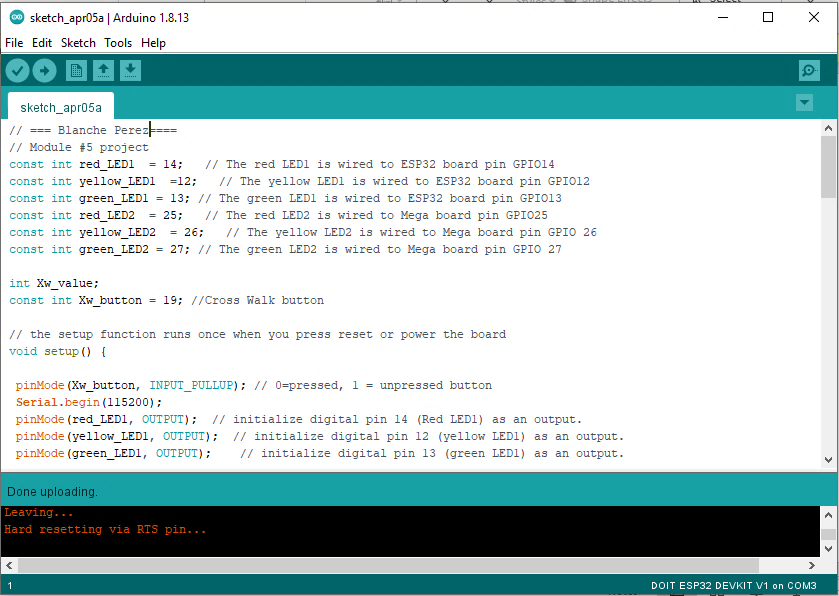 sketch_apr05a | Arduino 1.8.13
File Edit Sketch Tools Help
sketch_apr05a
// === Blanche Perez====
// Module #5 project
const int red_LED1  = 14;   // The red LED1 is wired to ESP32 board pin GPIO14
const int yellow_LED1  =12;   // The yellow LED1 is wired to ESP32 board pin GPIO12
const int green_LED1 = 13; // The green LED1 is wired to ESP32 board pin GPIO13
const int red_LED2  = 25;   // The red LED2 is wired to Mega board pin GPIO25
const int yellow_LED2  = 26;   // The yellow LED2 is wired to Mega board pin GPIO 26
const int green_LED2 = 27; // The green LED2 is wired to Mega board pin GPIO 27
int Xw_value;
const int Xw_button = 19; //Cross Walk button
// the setup function runs once when you press reset or power the board
void setup() {
pinMode(Xw_button, INPUT_PULLUP); // 0=pressed, 1 = unpressed button
Serial.begin(115200);
pinMode(red_LED1, OUTPUT);  // initialize digital pin 14 (Red LED1) as an output.
pinMode(yellow_LED1, OUTPUT);  // initialize digital pin 12 (yellow LED1) as an output.
pinMode(green_LED1, OUTPUT);    // initialize digital pin 13 (green LED1) as an output.
Done uploading.
Leaving...
Hard resetting via RTS pin...
1 DOIT ESP32 DEVKIT V1 on COM3